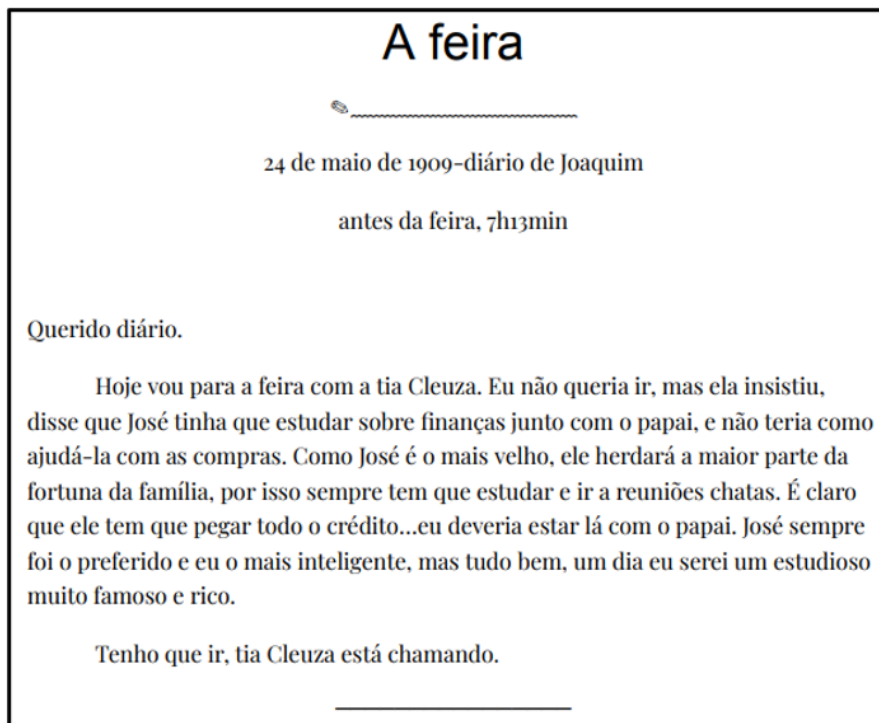 A feira
24 de maio de 1909-diário de Joaquim
antes da feira, 7h13min
Querido diário.
Hoje vou para a feira com a tia Cleuza. Eu não queria ir, mas ela insistiu,
disse que José tinha que estudar sobre finanças junto com o papai, e não teria como
ajudá-la com as compras. Como José é o mais velho, ele herdará a maior parte da
fortuna da família, por isso sempre tem que estudar e ir a reuniões chatas. É claro
que ele tem que pegar todo o crédito...eu deveria estar lá com o papai. José sempre
foi o preferido e eu o mais inteligente, mas tudo bem, um dia eu serei um estudioso
muito famoso e rico.
Tenho que ir, tia Cleuza está chamando.